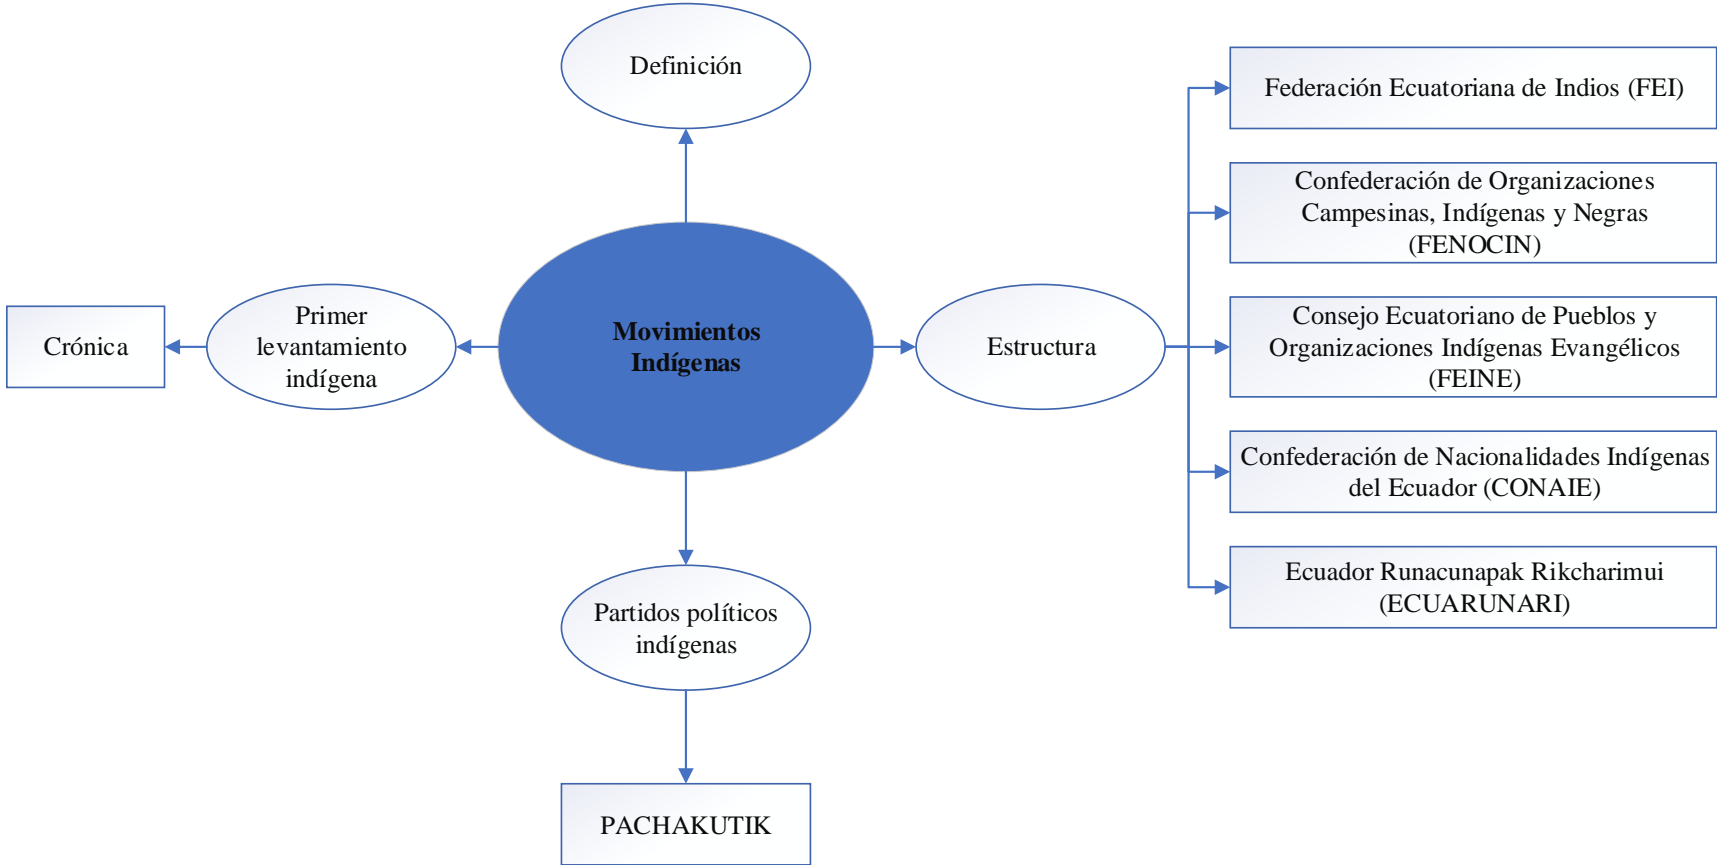 Definición
Federación Ecuatoriana de Indios (FEI)
Confederación de Organizaciones
Campesinas, Indígenas y Negras
(FENOCIN)
Crónica
Primer
levantamiento
indígena
Movimientos
Indígenas
Estructura
Consejo Ecuatoriano de Pueblos y
Organizaciones Indígenas Evangélicos
(FEINE)
Confederación de Nacionalidades Indígenas
del Ecuador (CONAIE)
Ecuador Runacunapak Rikcharimui
(ECUARUNARI)
Partidos políticos
indígenas
PACHAKUTIK